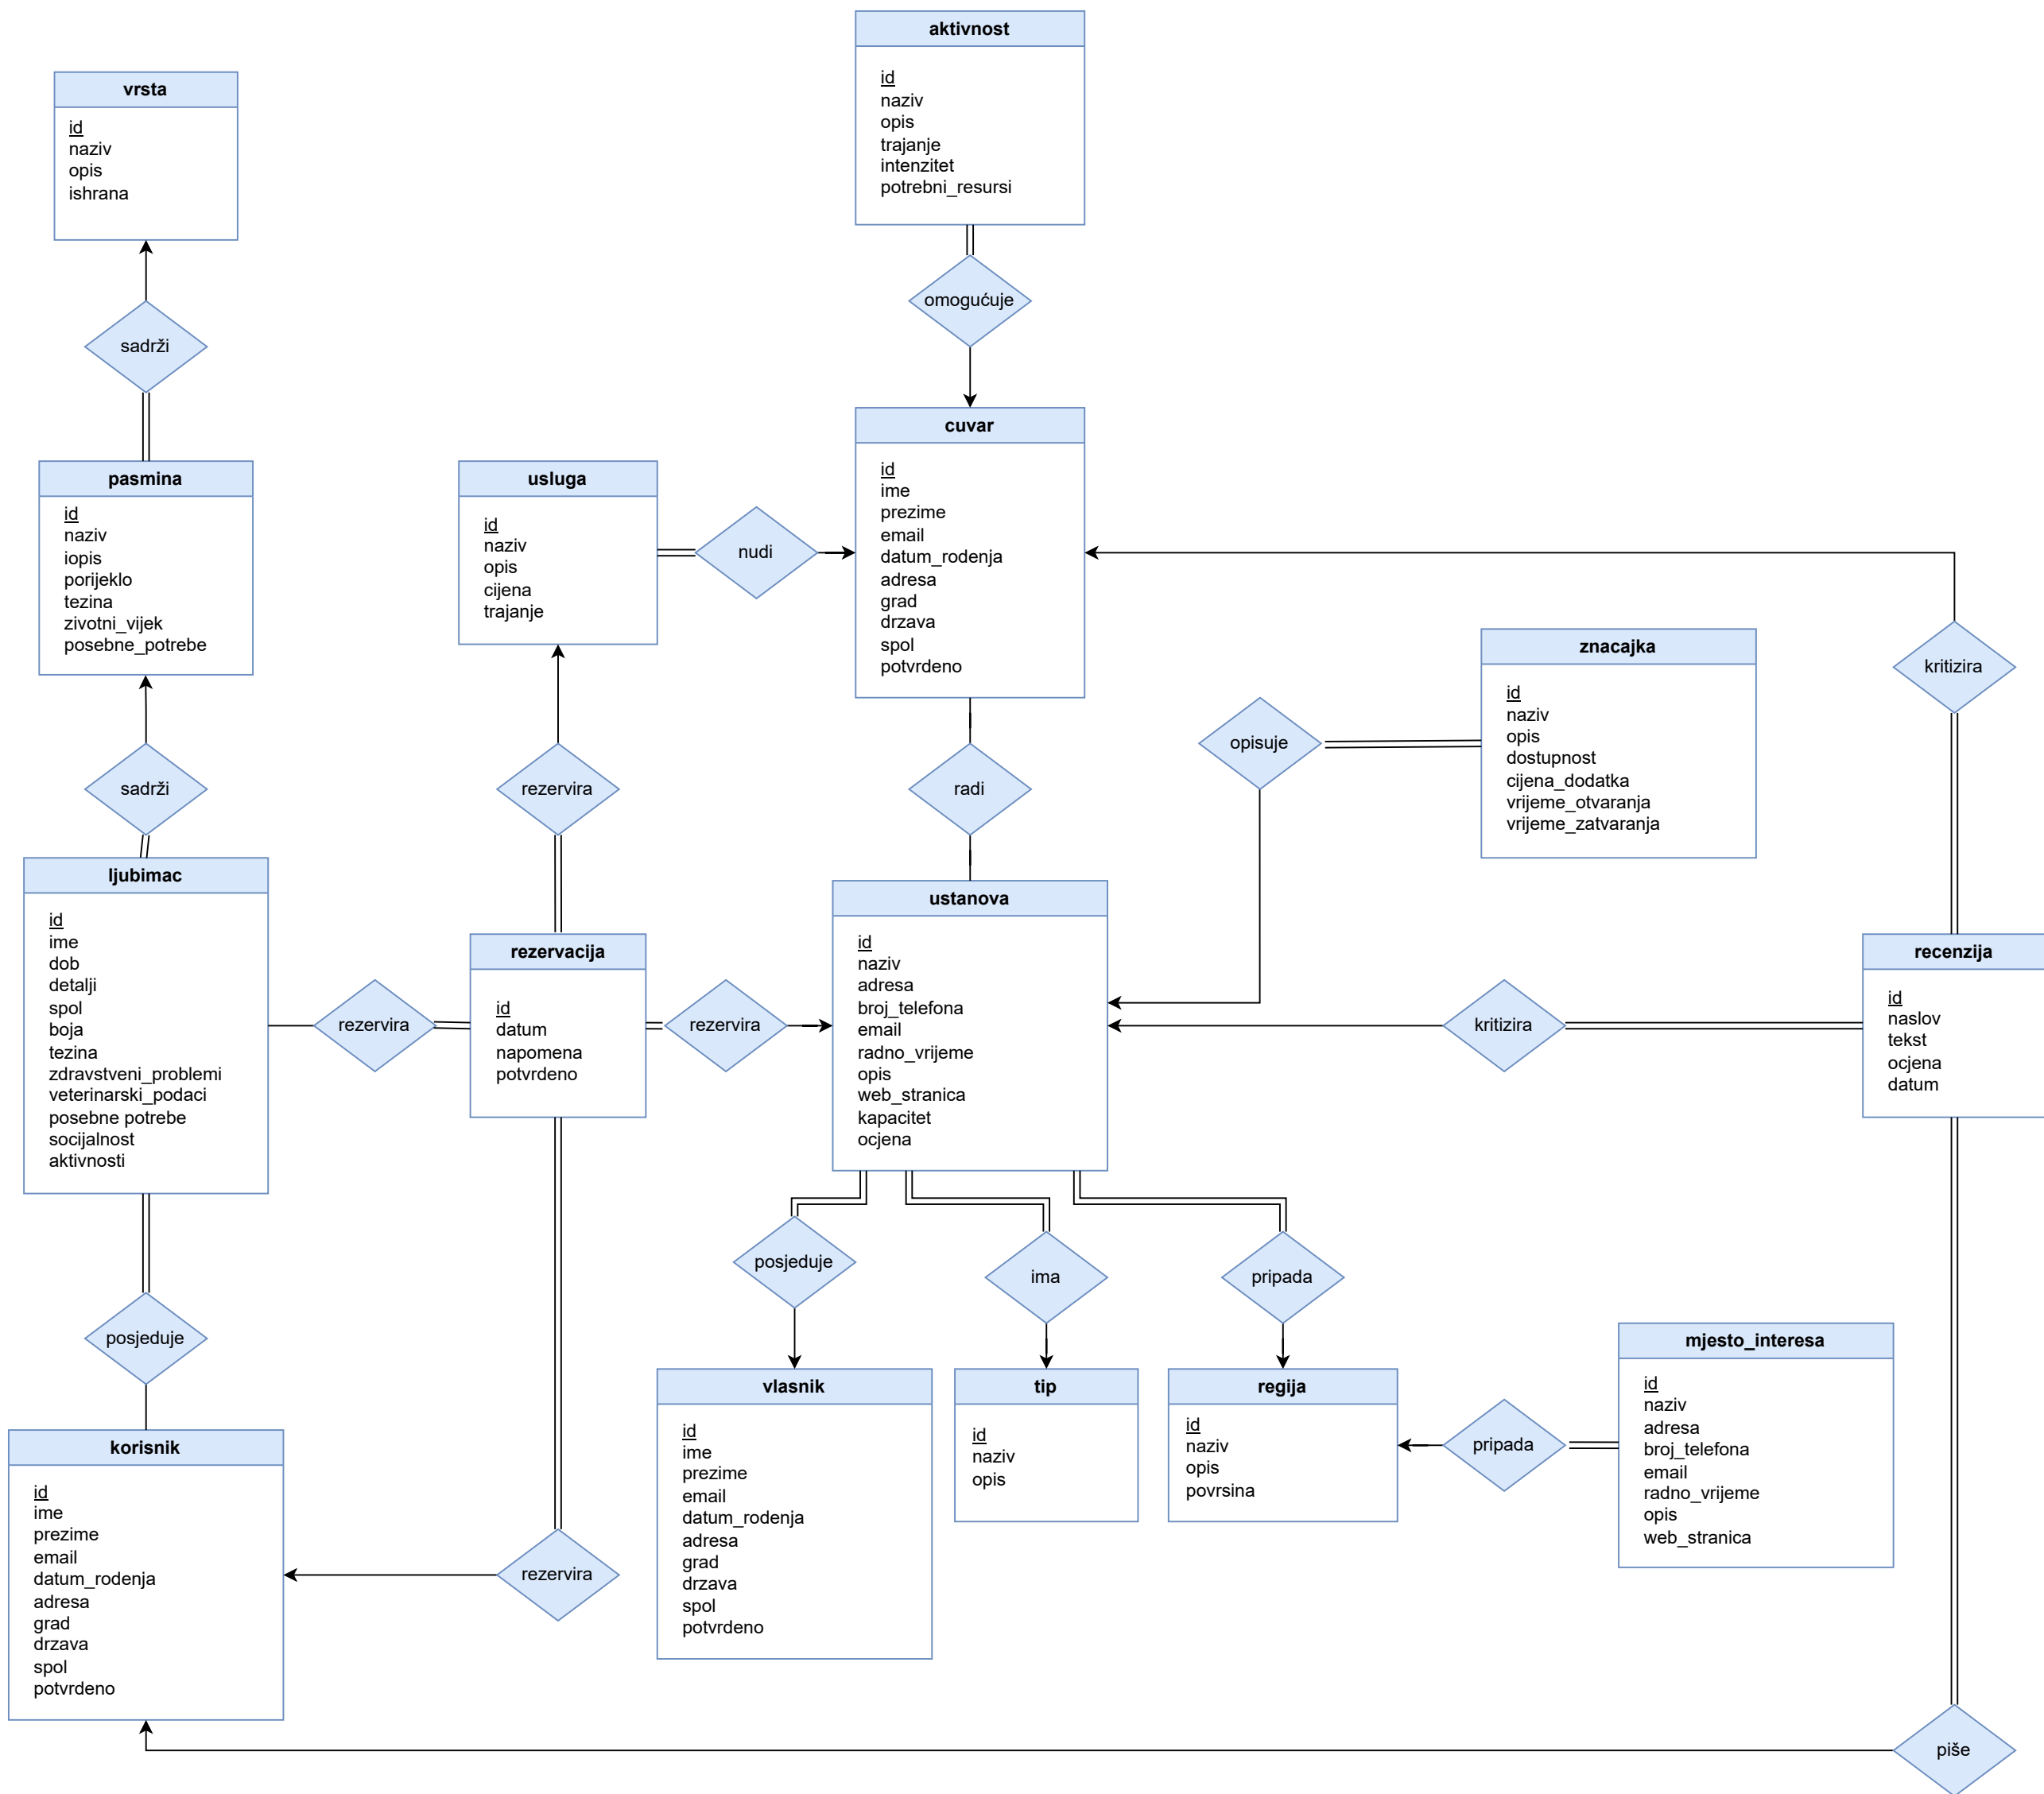 aktivnost
id
naziv
opis
trajanje
intenzitet
potrebni_resursi
vrsta
id
naziv
opis
ishrana
omogućuje
sadrži
cuvar
id
ime
prezime
email
datum_rodenja
adresa
grad
drzava
spol
potvrdeno
pasmina
id
naziv
iopis
porijeklo
tezina
zivotni_vijek
posebne_potrebe
usluga
id
naziv
opis
cijena
trajanje
nudi
kritizira
znacajka
id
naziv
opis
dostupnost
cijena_dodatka
vrijeme_otvaranja
vrijeme_zatvaranja
opisuje
sadrži
rezervira
radi
ljubimac
id
ime
dob
detalji
spol
boja
tezina
zdravstveni_problemi
veterinarski_podaci
posebne potrebe
socijalnost
aktivnosti
rezervira
rezervacija
id
datum
napomena
potvrdeno
rezervira
ustanova
id
naziv
adresa
broj_telefona
email
radno_vrijeme
opis
web_stranica
kapacitet
ocjena
kritizira
recenzija
id
naslov
tekst
ocjena
datum
posjeduje
ima
pripada
posjeduje
vlasnik
id
ime
prezime
email
datum_rodenja
adresa
grad
drzava
spol
potvrdeno
tip
id
naziv
opis
regija
id
naziv
opis
povrsina
pripada
mjesto_interesa
id
naziv
adresa
broj_telefona
email
radno_vrijeme
opis
web_stranica
korisnik
id
ime
prezime
email
datum_rodenja
adresa
grad
drzava
spol
potvrdeno
rezervira
piše